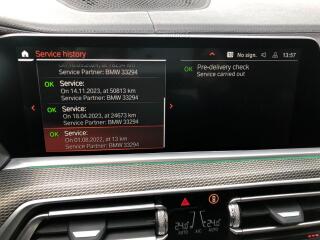 Service history
No sign.
13:57
Service Partner: BMW 33294
OK Service:
On 14.11.2023, at 50813 km
Service Partner: BMW 33294
OK Service:
On 18.04.2023, at 24673 km
Service Partner: BMW 33294
OK Service:
On 01.08.2022, at 13 km
Service Partner: BMW 33294
OK Pre-delivery check
Service carried out
A/C